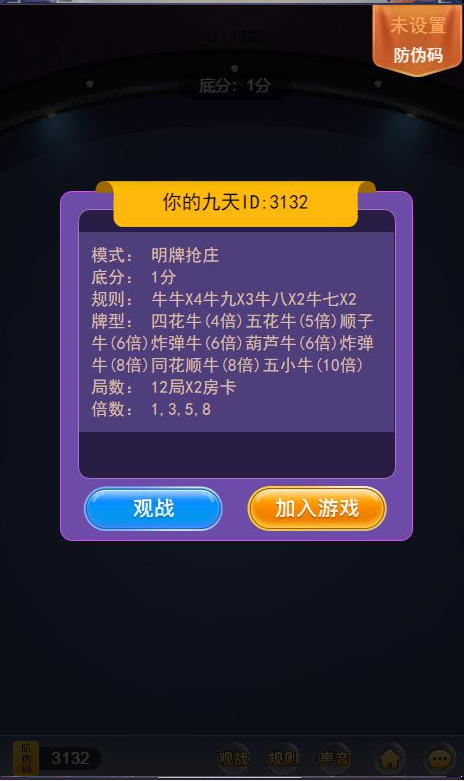 未设置
防伪码
底分：1分
你的九天ID:3132
模式： 明牌抢庄
底分： 1分
规则： 牛牛X4牛九X3牛八X2牛七X2
牌型： 四花牛(4倍)五花牛(5倍)顺子
牛(6倍)炸弹牛(6倍)葫芦牛(6倍)炸弹
牛(8倍)同花顺牛(8倍)五小牛(10倍)
局数： 12局X2房卡
倍数： 1,3,5,8
观战
加入游戏
防伪码
3132
观战
规则
声音